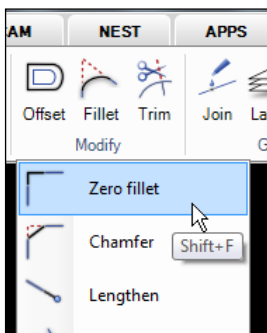 AM NEST APPS
Offset Fillet Trim Join La
Modify G
Zero fillet
Chamfer Shift+F
Lengthen